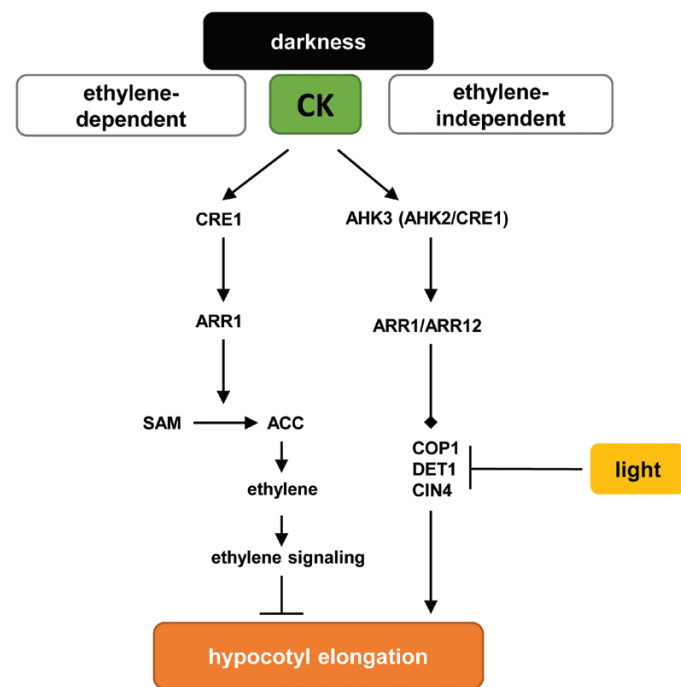 darkness
ethylene-
dependent
CK
ethylene-
independent
CRE1
AHK3 (AHK2/CRE1)
ARR1
ARR1/ARR12
SAM
ACC
COP1
DET1
CIN4
light
ethylene
ethylene signaling
hypocotyl elongation